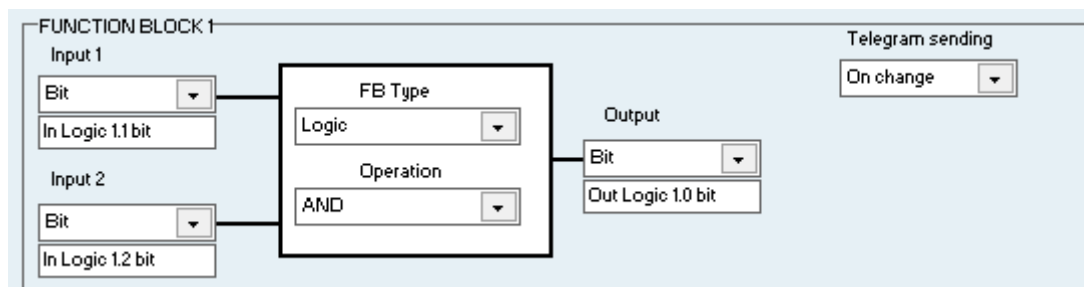 FUNCTION BLOCK 1
Input 1
Bit
In Logic 1.1 bit
Input 2
Bit
In Logic 1.2 bit
FB Type
Logic
Operation
AND
Output
Bit
Out Logic 1.0 bit
Telegram sending
On change